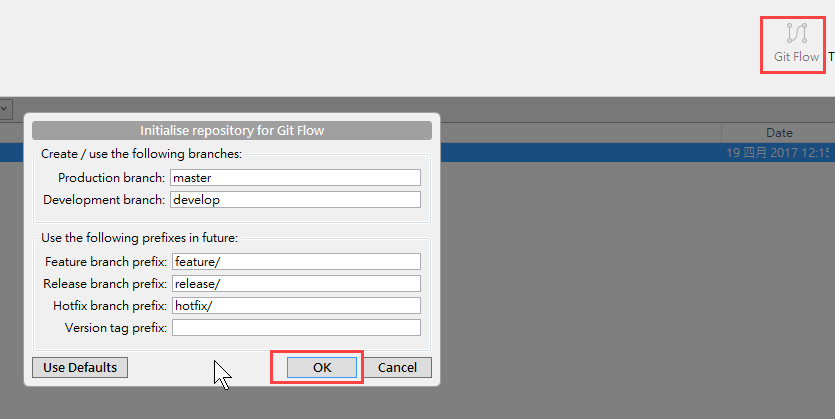 Git Flow
T
Date
19 四月 2017 12:15
Initialise repository for Git Flow
Create / use the following branches:
Production branch: master
Development branch: develop
Use the following prefixes in future:
Feature branch prefix: feature/
Release branch prefix: release/
Hotfix branch prefix: hotfix/
Version tag prefix:
Use Defaults
OK
Cancel